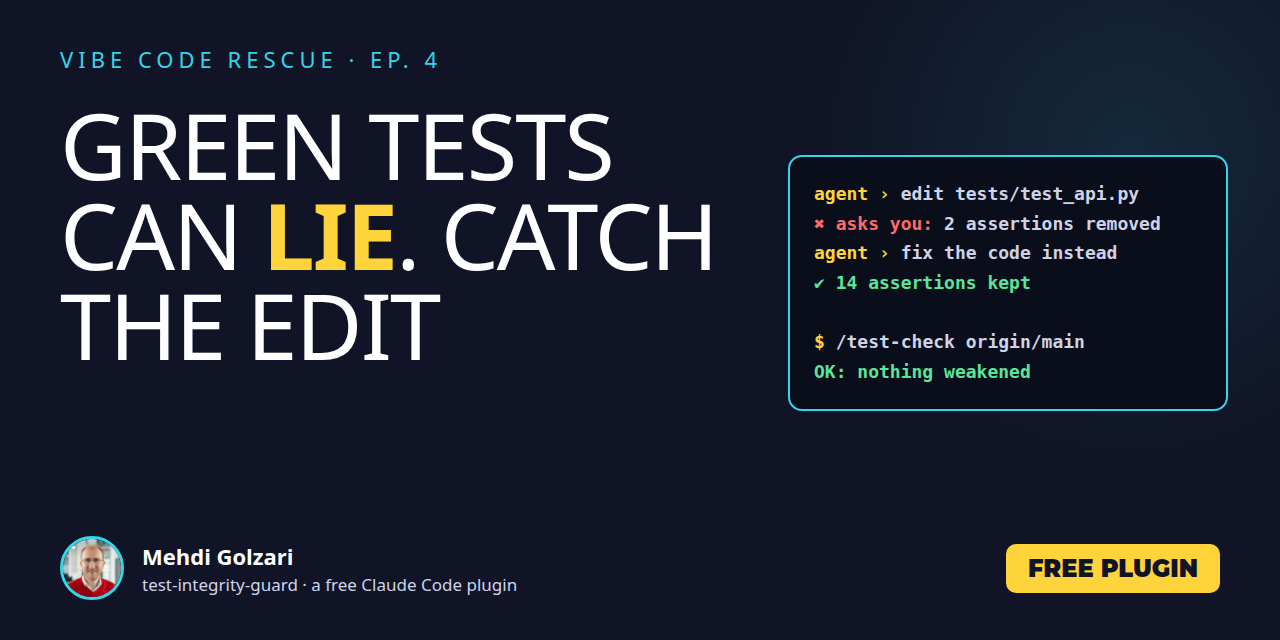 VIBE CODE RESCUE · EP. 4
GREEN TESTS
CAN LIE. CATCH
THE EDIT
agent › edit tests/test_api.py
✖ asks you: 2 assertions removed
agent › fix the code instead
✔ 14 assertions kept
$ /test-check origin/main
OK: nothing weakened
Mehdi Golzari
test-integrity-guard · a free Claude Code plugin
FREE PLUGIN